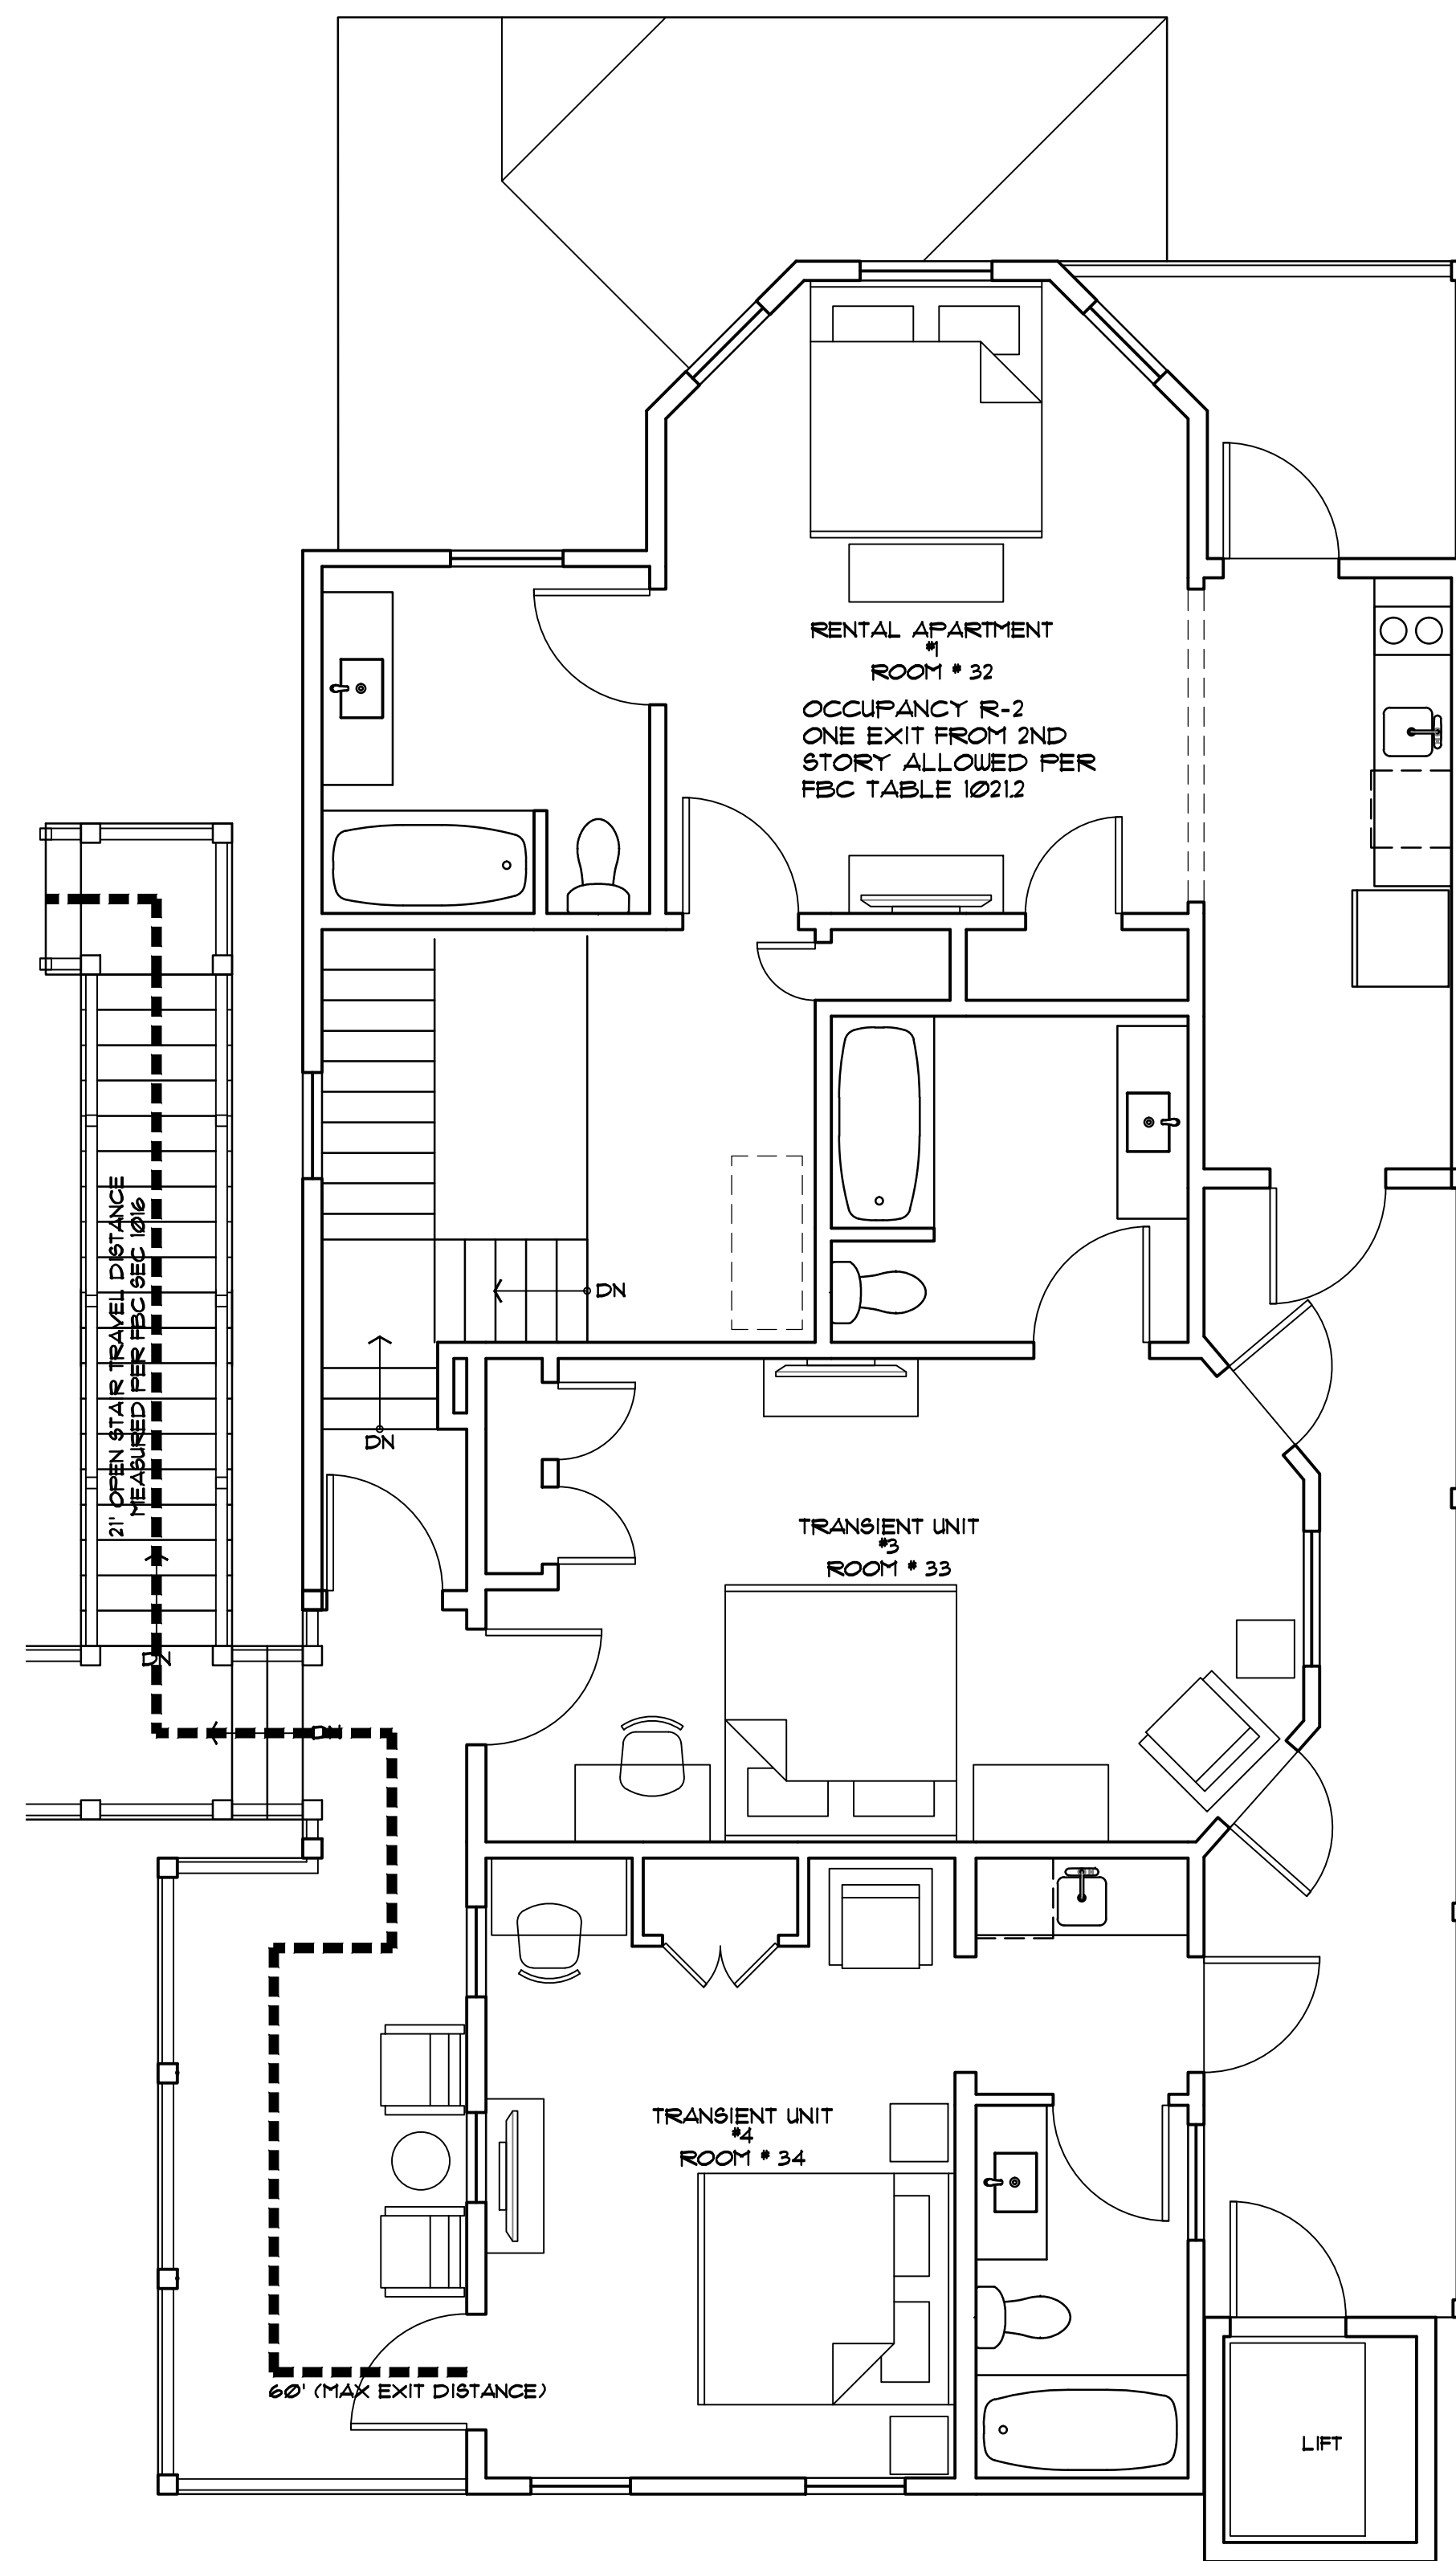 RENTAL APARTMENT
#1
ROOM # 32
OCCUPANCY R-2
ONE EXIT FROM 2ND
STORY ALLOWED PER
FBC TABLE 1021.2
21' OPEN STAIR TRAVEL DISTANCE
MEASURED PER FBC SEC 1016
DN
DN
TRANSIENT UNIT
#3
ROOM # 33
DN
DN
TRANSIENT UNIT
#4
ROOM # 34
60' (MAX EXIT DISTANCE)
LIFT